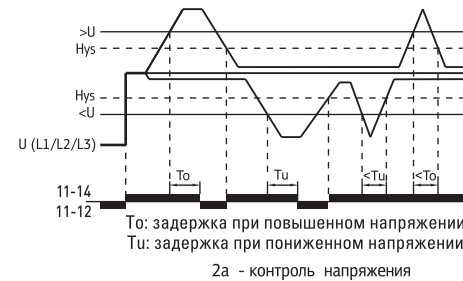 >U
Hys
Hys
<U
U (L1/L2/L3)
To Tu <Tu <To
11-14
11-12
To: задержка при повышенном напряжении
Tu: задержка при пониженном напряжении
2a - контроль напряжения